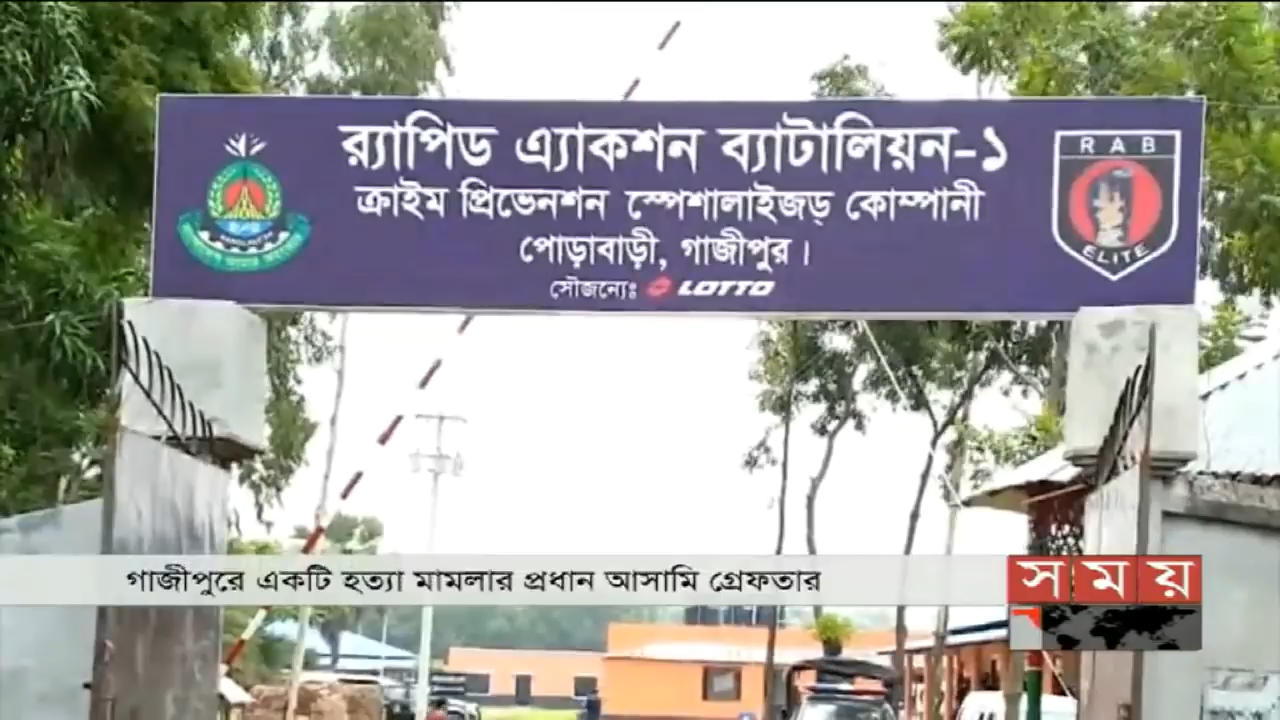 র‍্যাপিড এ্যাকশন ব্যাটালিয়ন-১
ক্রাইম প্রিভেনশন স্পেশালাইজড্ কোম্পানী
পোড়াবাড়ী, গাজীপুর।
সৌজন্যেঃ LOTTO
RAB
ELITE
গাজীপুরে একটি হত্যা মামলার প্রধান আসামি গ্রেফতার
সময়